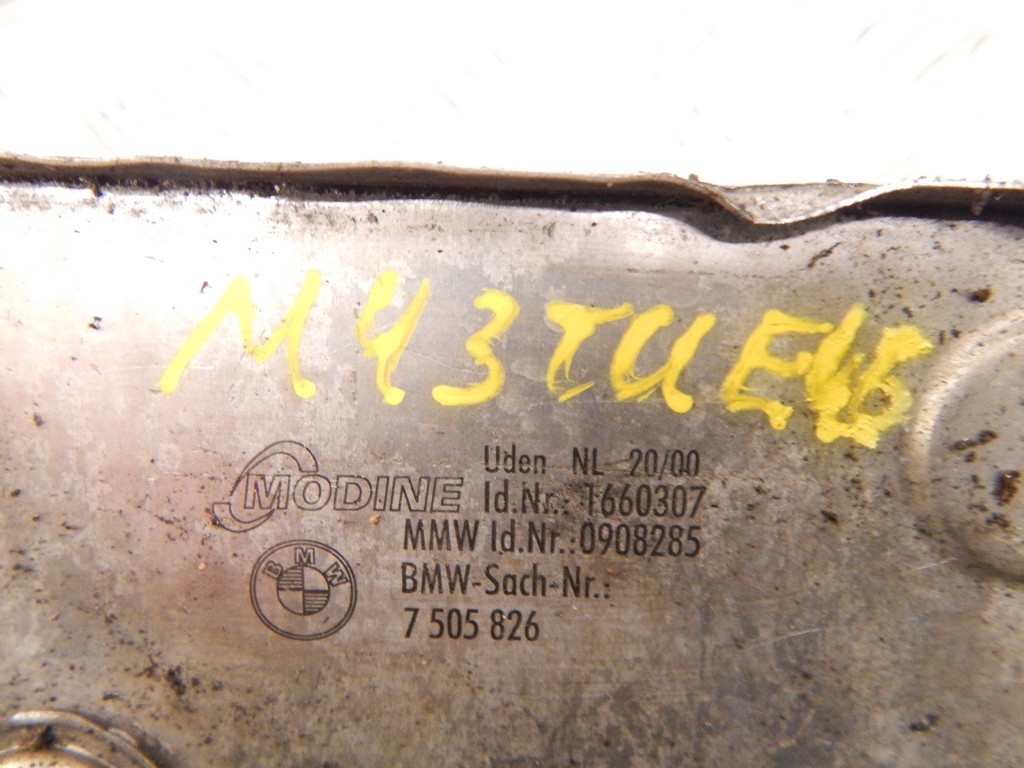 M43TUE46
Uden NL 20/00
MODINE Id.Nr.: 1660307-
MMW Id.Nr.:0908285
BMW
BMW-Sach-Nr.:
7 505 826